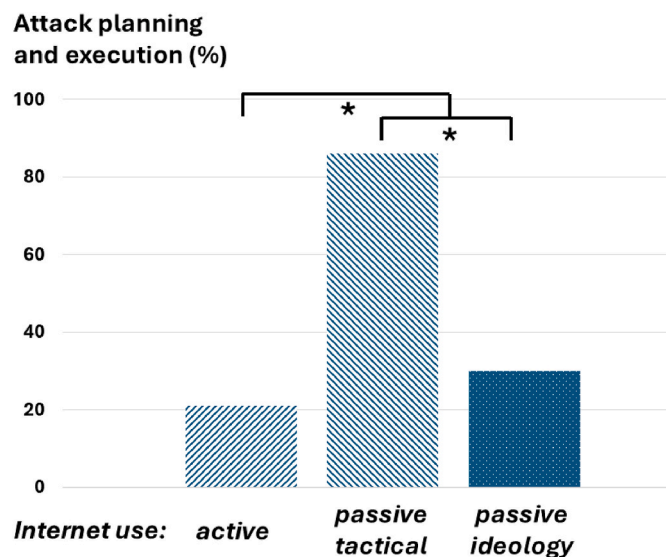 Attack planning
and execution (%)
100
*
*
80
60
40
20
0
Internet use: active passive tactical passive ideology